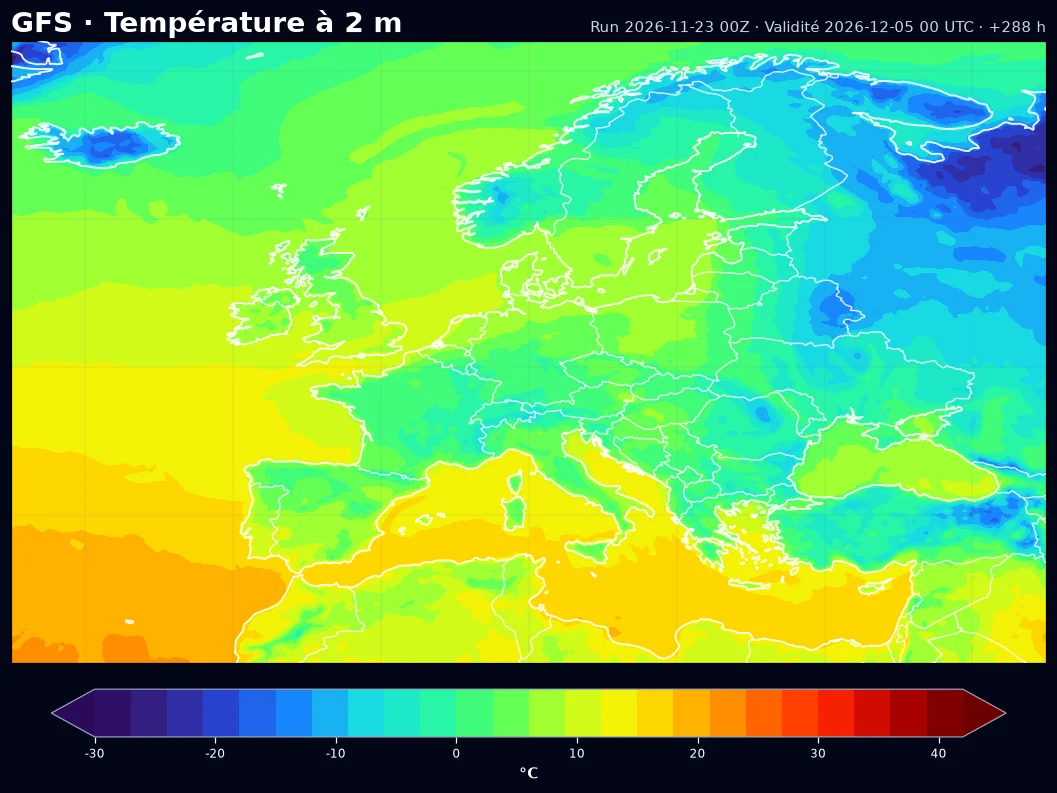 GFS · Température à 2 m
Run 2026-11-23 00Z · Validité 2026-12-05 00 UTC · +288 h
-30 -20 -10 0 10 20 30 40
°C